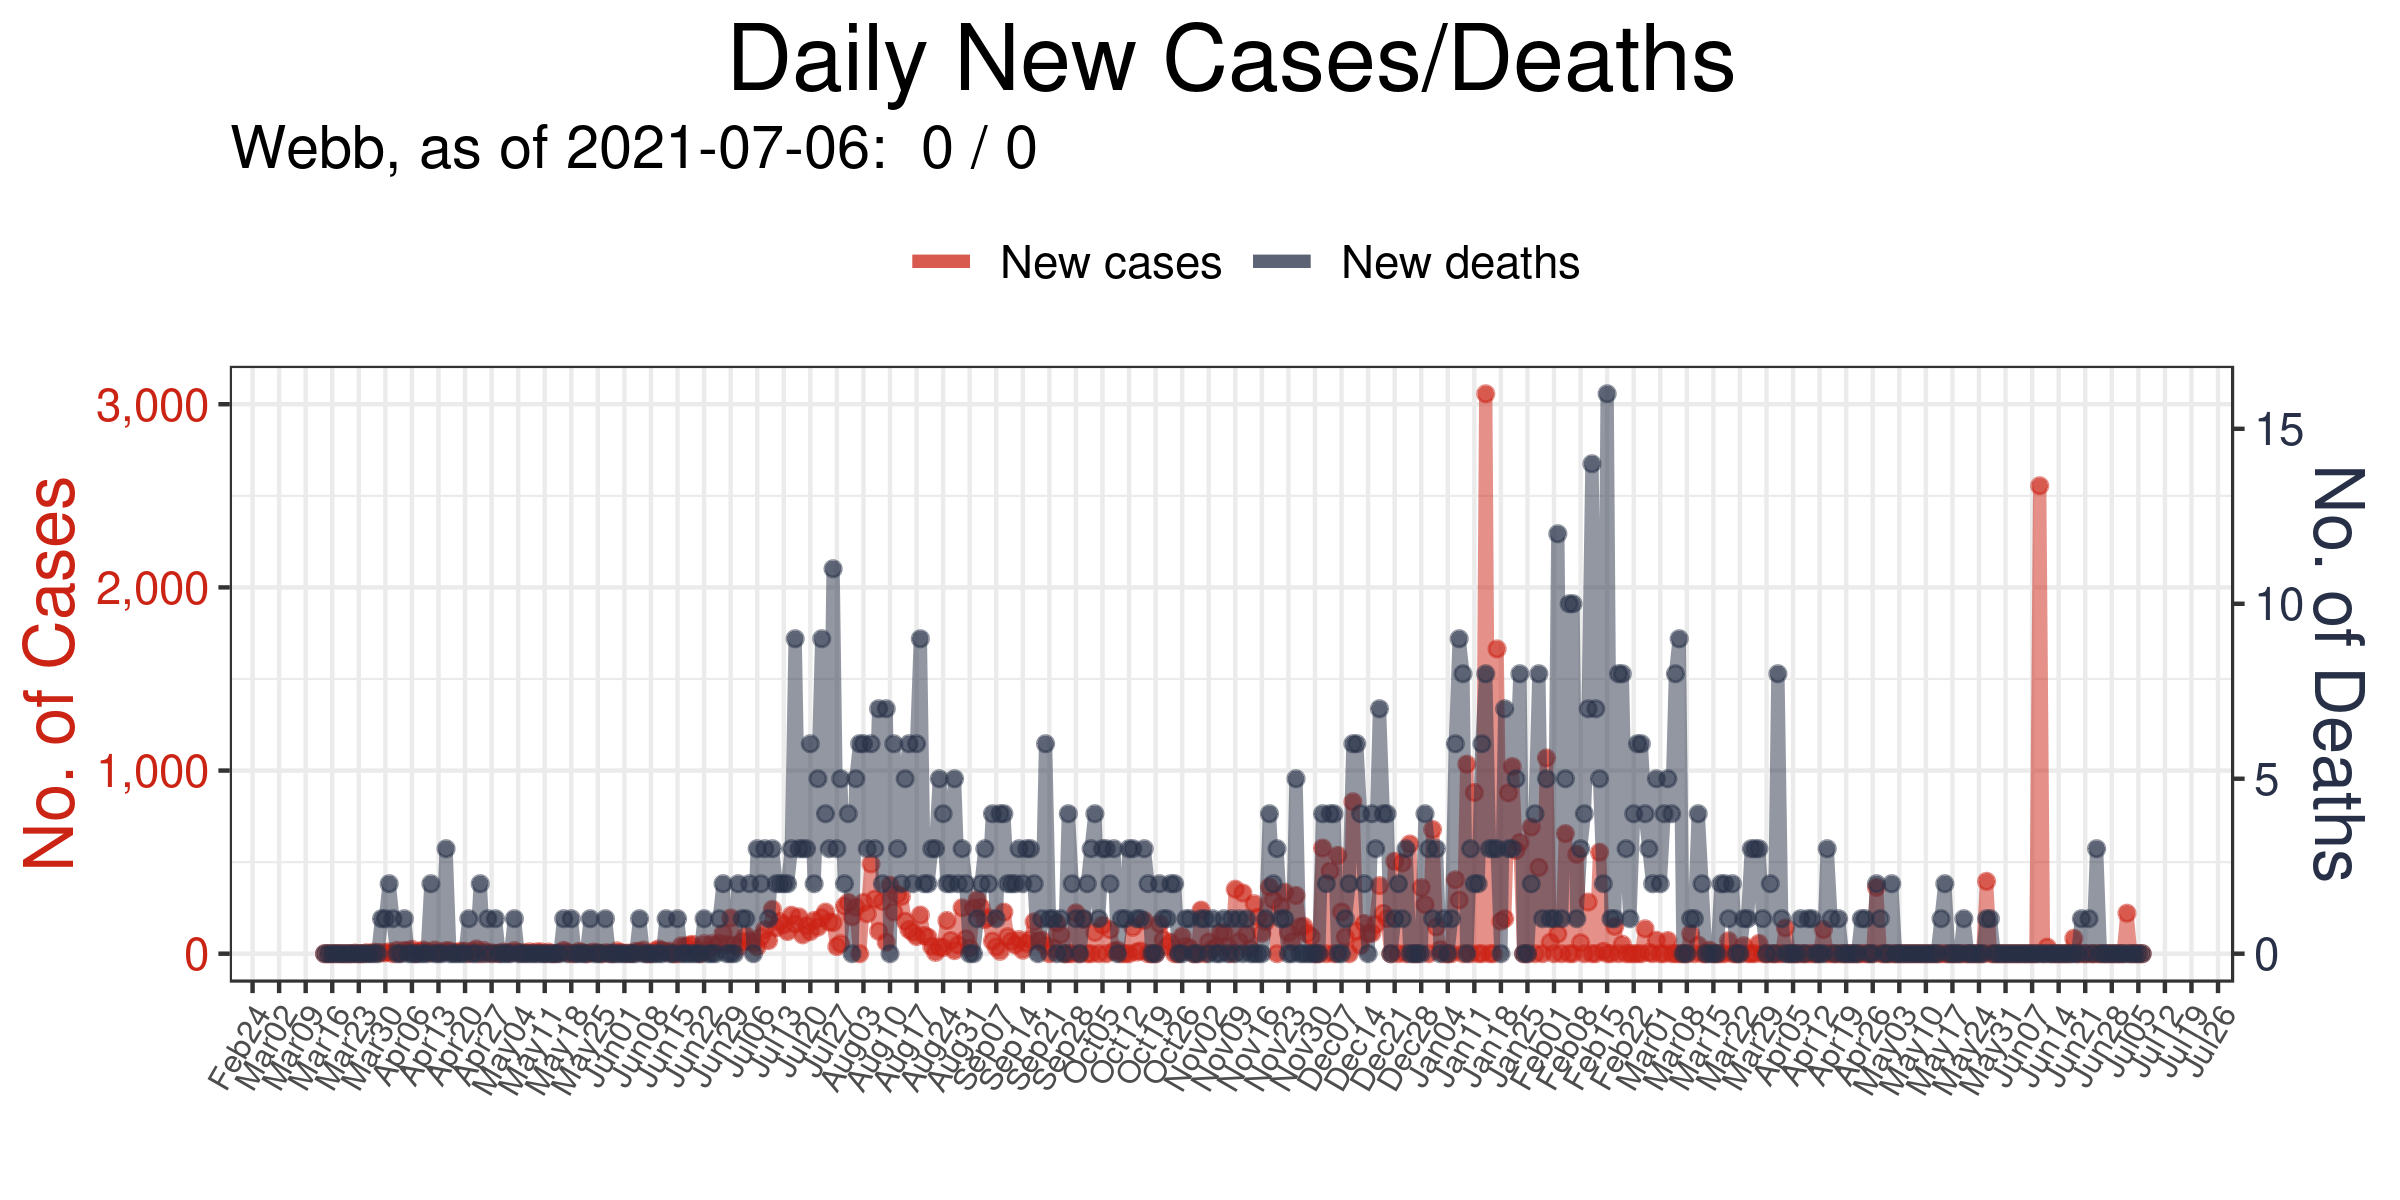 Daily New Cases/Deaths
Webb, as of 2021-07-06:  0 / 0
New cases
New deaths
No. of Cases
3,000
2,000
1,000
0
15
10
5
0
No. of Deaths
Feb24
Mar02
Mar09
Mar16
Mar23
Mar30
Apr06
Apr13
Apr20
Apr27
May04
May11
May18
May25
Jun01
Jun08
Jun15
Jun22
Jun29
Jul06
Jul13
Jul20
Jul27
Aug03
Aug10
Aug17
Aug24
Aug31
Sep07
Sep14
Sep21
Sep28
Oct05
Oct12
Oct19
Oct26
Nov02
Nov09
Nov16
Nov23
Nov30
Dec07
Dec14
Dec21
Dec28
Jan04
Jan11
Jan18
Jan25
Feb01
Feb08
Feb15
Feb22
Mar01
Mar08
Mar15
Mar22
Mar29
Apr05
Apr12
Apr19
Apr26
May03
May10
May17
May24
May31
Jun07
Jun14
Jun21
Jun28
Jul05
Jul12
Jul19
Jul26